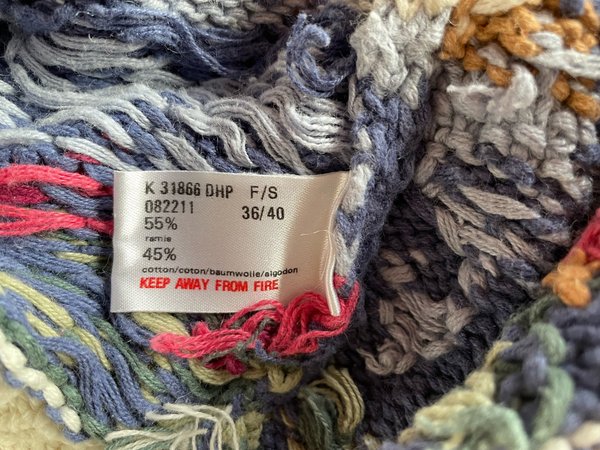 K 31866 DHP F/S
082211 36/40
55%
ramie
45%
cotton/coton/baumwolle/algodon
KEEP AWAY FROM FIRE